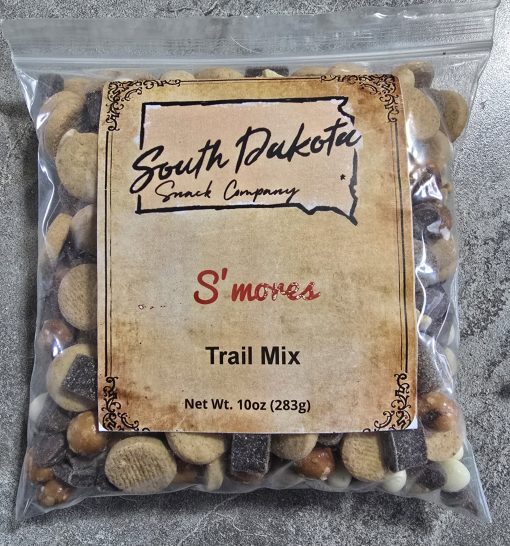 South Dakota
Snack Company
S'mores
Trail Mix
Net Wt. 10oz (283g)